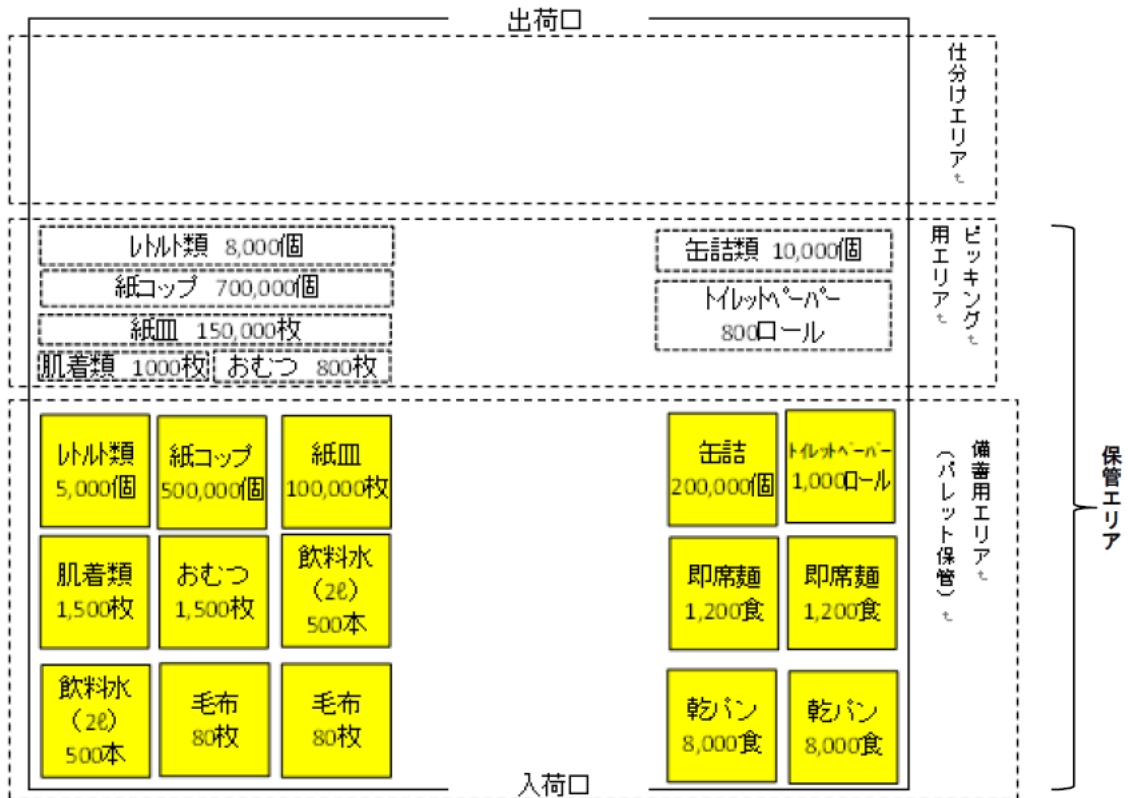 出荷口
仕分けエリア
レトルト類 8,000個
紙コップ 700,000個
紙皿 150,000枚
肌着類 1000枚
おむつ 800枚
缶詰類 10,000個
トイレットペーパー
800ロール
ピッキング
用エリア
レトルト類
5,000個
紙コップ
500,000個
紙皿
100,000枚
缶詰
200,000個
トイレットペーパー
1,000ロール
肌着類
1,500枚
おむつ
1,500枚
飲料水
(2ℓ)
500本
即席麺
1,200食
即席麺
1,200食
飲料水
(2ℓ)
500本
毛布
80枚
毛布
80枚
乾パン
8,000食
乾パン
8,000食
備蓄用エリア
(パレット保管)
保管エリア
入荷口